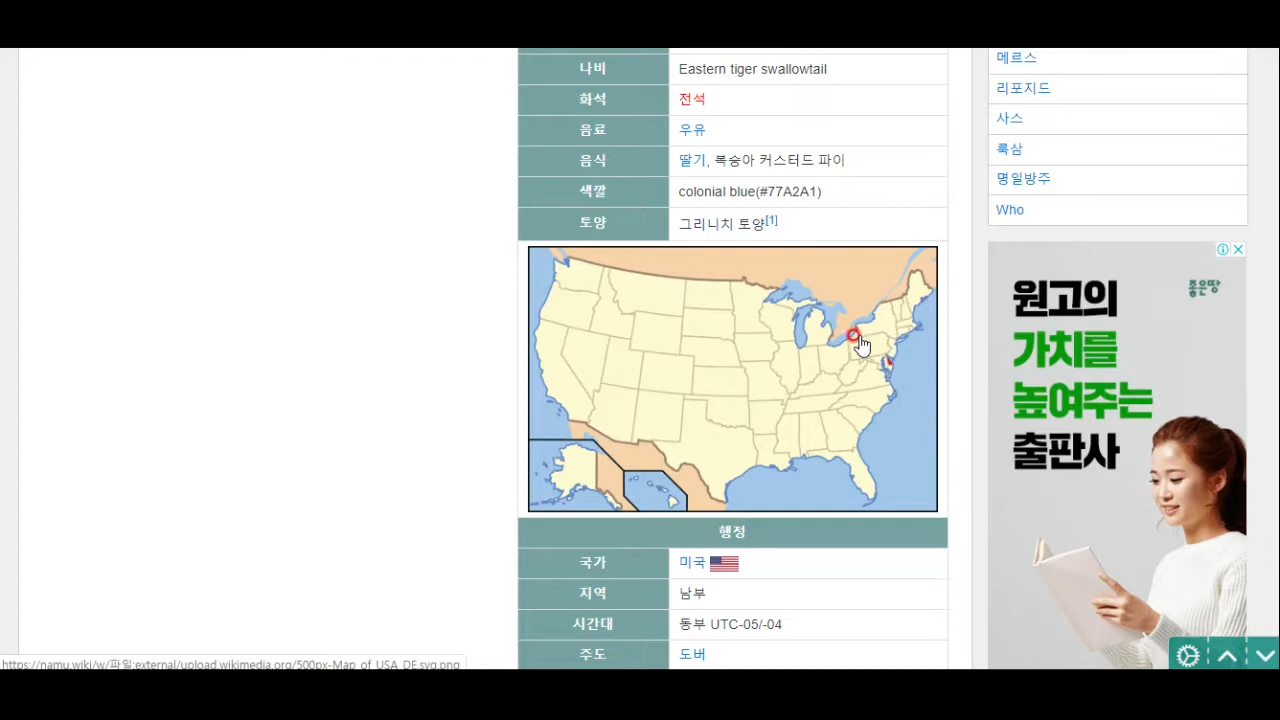 나비 Eastern tiger swallowtail
화석 전석
음료 우유
음식 딸기, 복숭아 커스터드 파이
색깔 colonial blue(#77A2A1)
토양 그리니치 토양[1]
행정
국가 미국
지역 남부
시간대 동부 UTC-05/-04
주도 도버
메르스
리포지드
사스
룩삼
명일방주
Who
좋은땅
원고의
가치를
높여주는
출판사
https://namu.wiki/w/파일:external/upload.wikimedia.org/500px-Map_of_USA_DE.svg.png